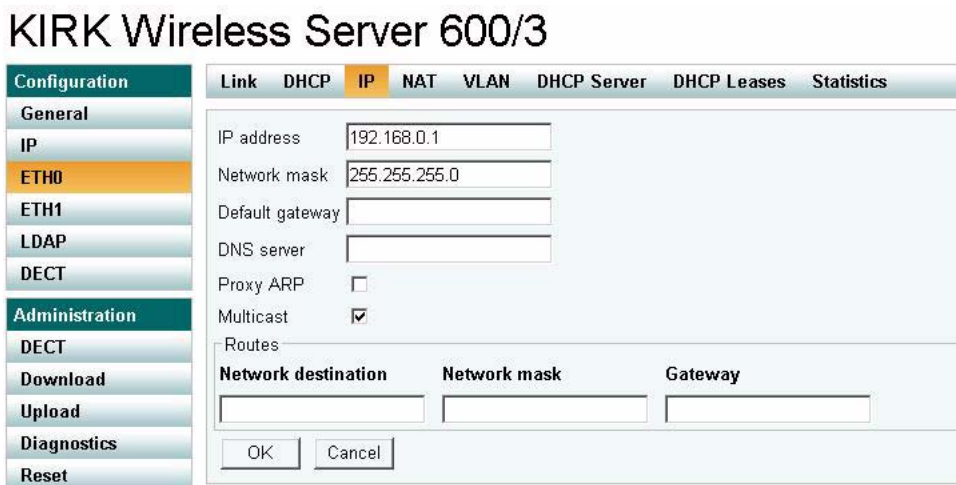 KIRK Wireless Server 600/3
Configuration
General
IP
ETH0
ETH1
LDAP
DECT
Administration
DECT
Download
Upload
Diagnostics
Reset
Link DHCP IP NAT VLAN DHCP Server DHCP Leases Statistics
IP address 192.168.0.1
Network mask 255.255.255.0
Default gateway
DNS server
Proxy ARP
Multicast
Routes
Network destination Network mask Gateway
OK Cancel